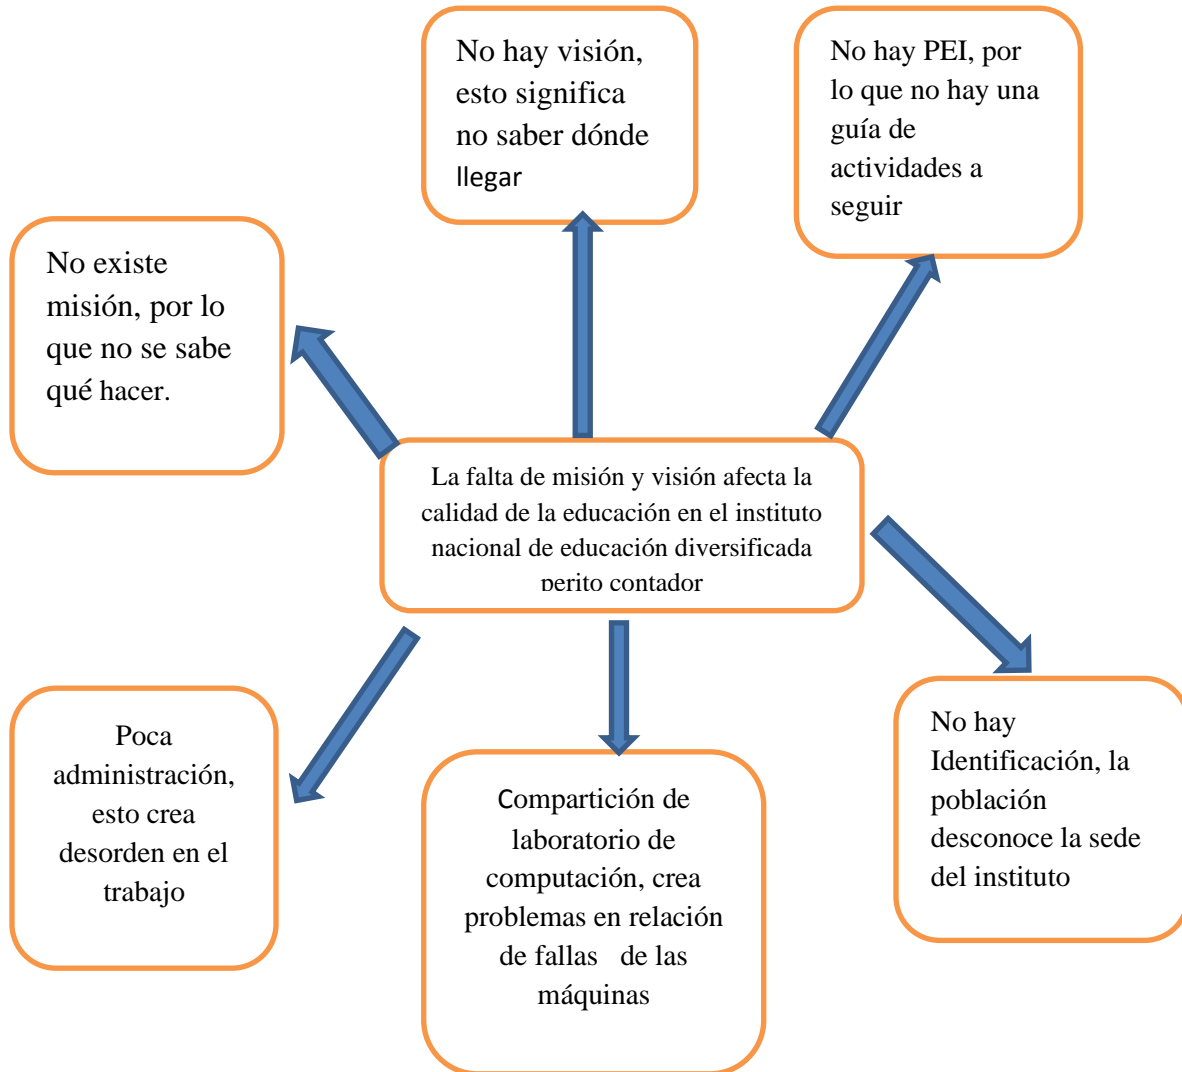 No hay visión,
esto significa
no saber dónde
llegar
No hay PEI, por
lo que no hay una
guía de
actividades a
seguir
No existe
misión, por lo
que no se sabe
qué hacer.
La falta de misión y visión afecta la
calidad de la educación en el instituto
nacional de educación diversificada
perito contador
Poca
administración,
esto crea
desorden en el
trabajo
Compartición de
laboratorio de
computación, crea
problemas en relación
de fallas de las
máquinas
No hay
Identificación, la
población
desconoce la sede
del instituto